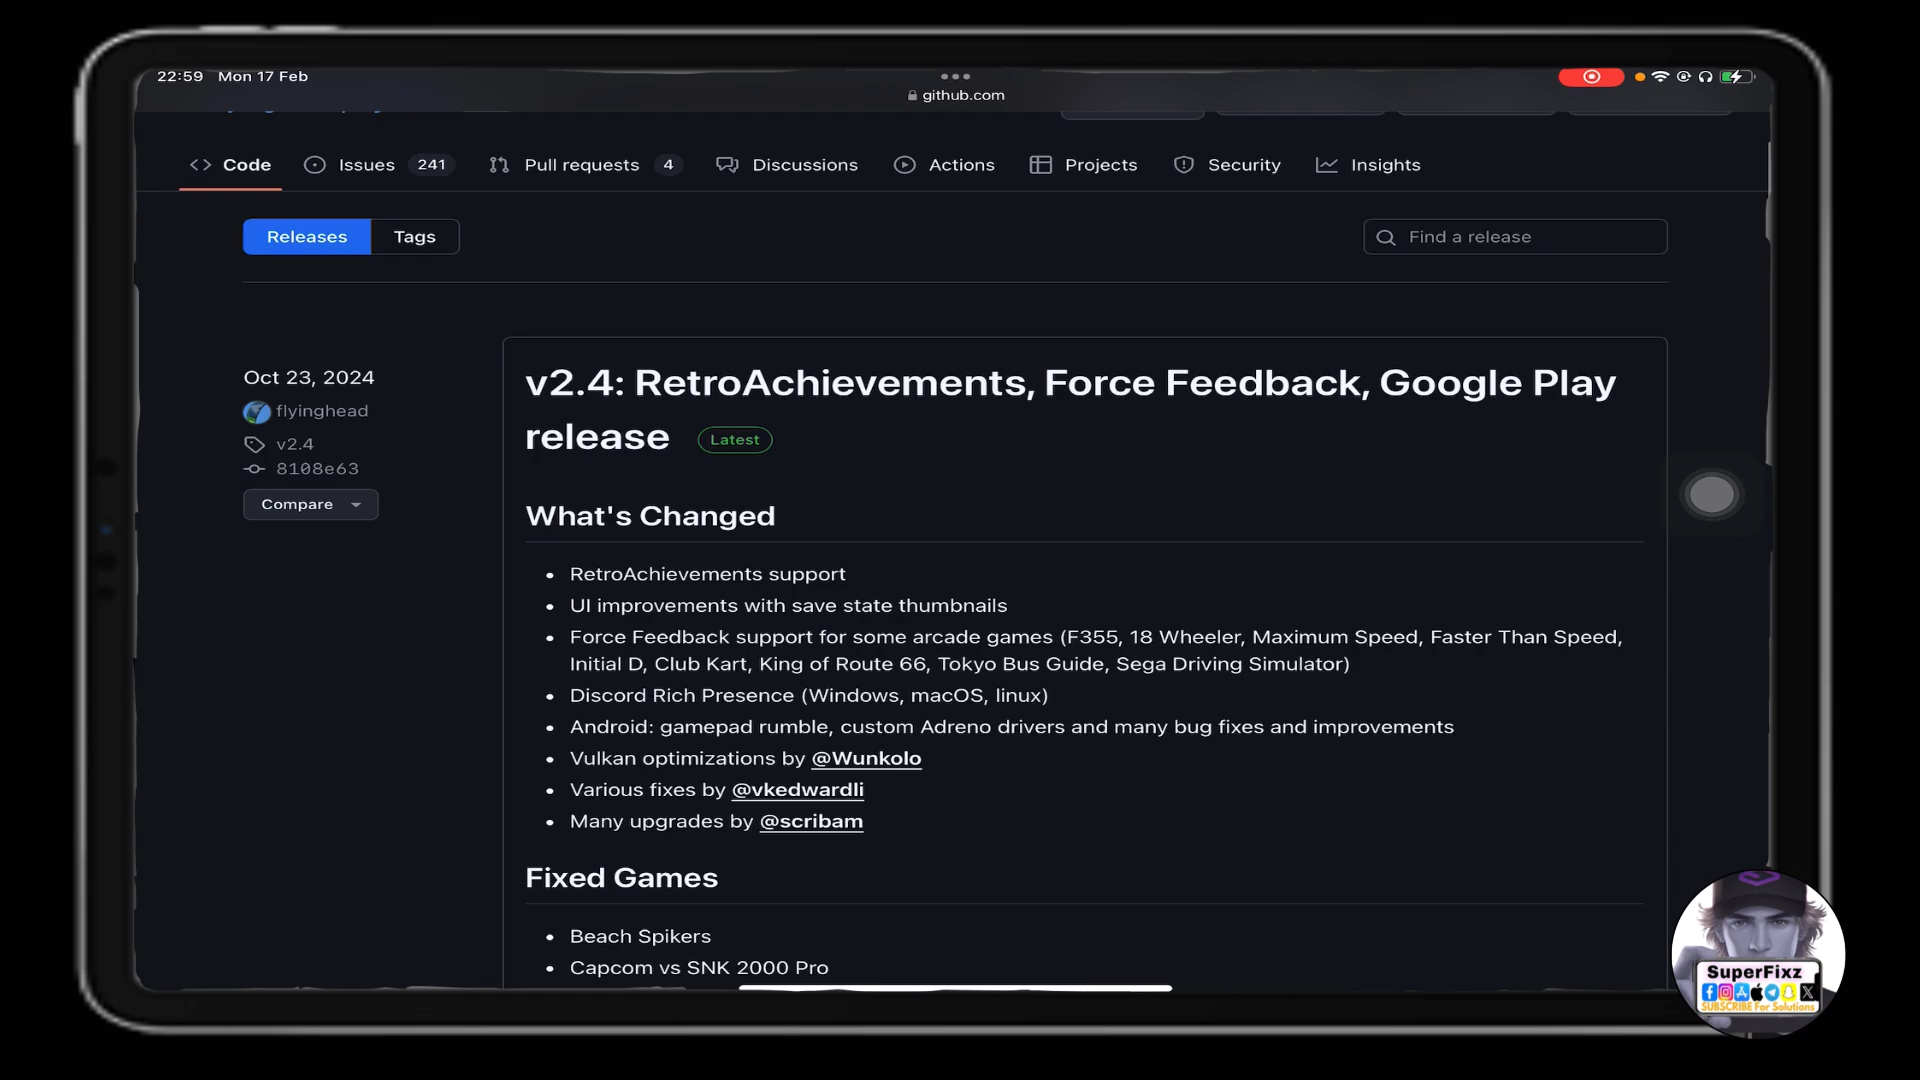 22:59 Mon 17 Feb
github.com
Code
Issues 241
Pull requests 4
Discussions
Actions
Projects
Security
Insights
Releases
Tags
Find a release
Oct 23, 2024
flyinghead
v2.4
8108e63
Compare
v2.4: RetroAchievements, Force Feedback, Google Play
release Latest
What's Changed
• RetroAchievements support
• UI improvements with save state thumbnails
• Force Feedback support for some arcade games (F355, 18 Wheeler, Maximum Speed, Faster Than Speed,
Initial D, Club Kart, King of Route 66, Tokyo Bus Guide, Sega Driving Simulator)
• Discord Rich Presence (Windows, macOS, linux)
• Android: gamepad rumble, custom Adreno drivers and many bug fixes and improvements
• Vulkan optimizations by @Wunkolo
• Various fixes by @vkedwardli
• Many upgrades by @scribam
Fixed Games
• Beach Spikers
• Capcom vs SNK 2000 Pro
SuperFixz
SUBSCRIBE For Solutions